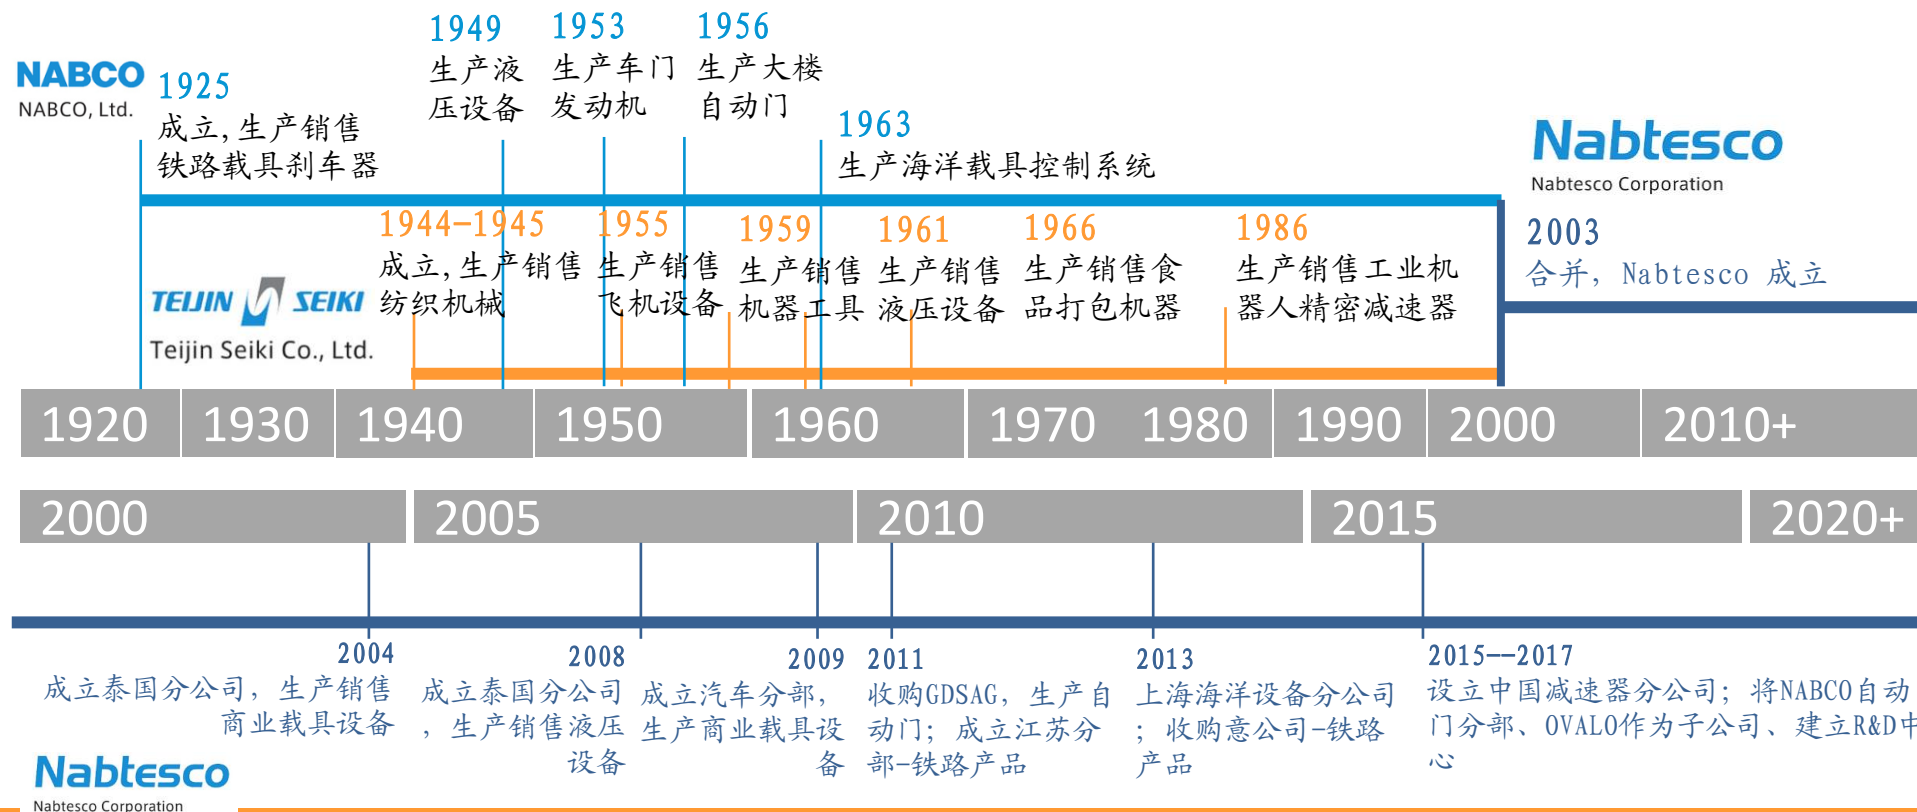 NABCO
NABCO, Ltd.
1925
成立,生产销售
铁路载具刹车器
1949
生产液
压设备
1953
生产车门
发动机
1956
生产大楼
自动门
1963
生产海洋载具控制系统
Nabtesco
Nabtesco Corporation
2003
合并, Nabtesco 成立
TEIJIN SEIKI
Teijin Seiki Co., Ltd.
1944-1945
成立,生产销售
纺织机械
1955
生产销售
飞机设备
1959
生产销售
机器工具
1961
生产销售
液压设备
1966
生产销售食
品打包机器
1986
生产销售工业机
器人精密减速器
1920 1930 1940 1950 1960 1970 1980 1990 2000 2010+
2000 2005 2010 2015 2020+
2004
成立泰国分公司, 生产销售
商业载具设备
2008
成立泰国分公司
, 生产销售液压
设备
2009
成立汽车分部,
生产商业载具设
备
2011
收购GDSAG, 生产自
动门; 成立江苏分
部-铁路产品
2013
上海海洋设备分公司
; 收购意公司-铁路
产品
2015--2017
设立中国减速器分公司; 将NABCO自动
门分部、OVALO作为子公司、建立R&D中
心
Nabtesco
Nabtesco Corporation